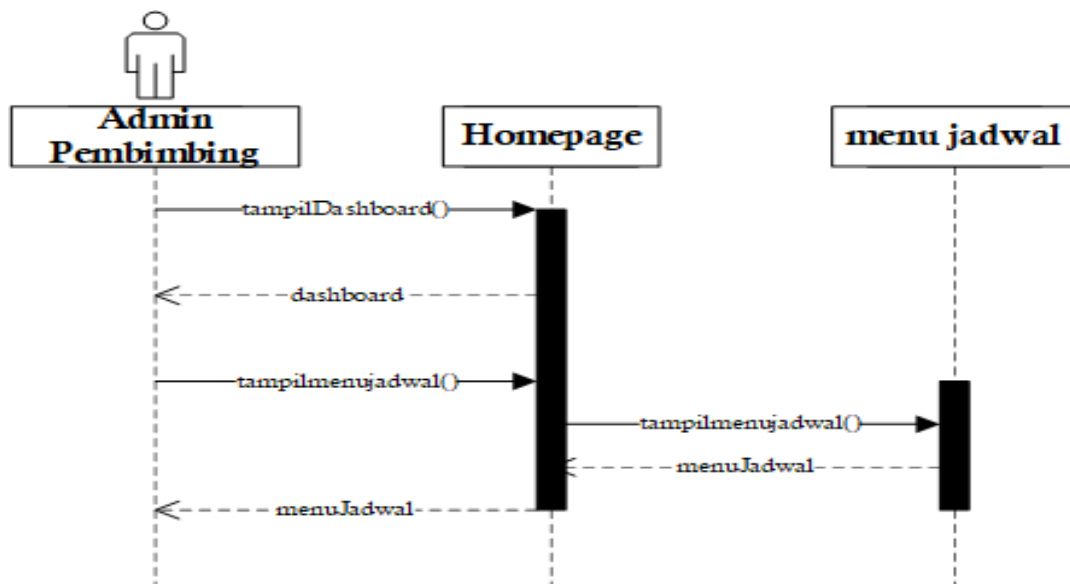 Admin
Pembimbing
Homepage
menu jadwal
tampilDashboard()
dashboard
tampilmenujadwal()
tampilmenujadwal()
menuJadwal
menuJadwal